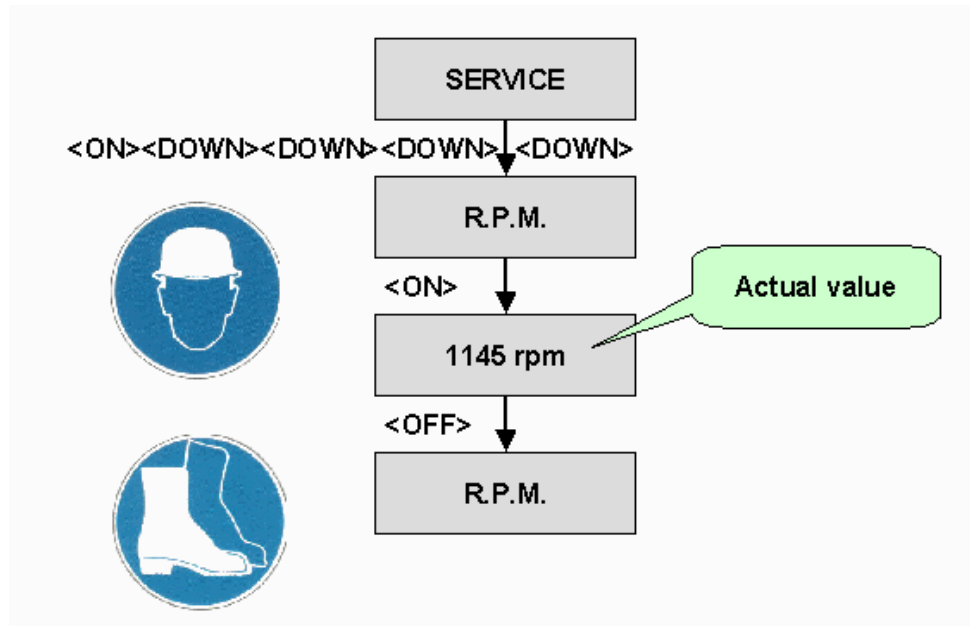 SERVICE
<ON><DOWN><DOWN><DOWN> <DOWN>
R.P.M.
<ON>
Actual value
1145 rpm
<OFF>
R.P.M.